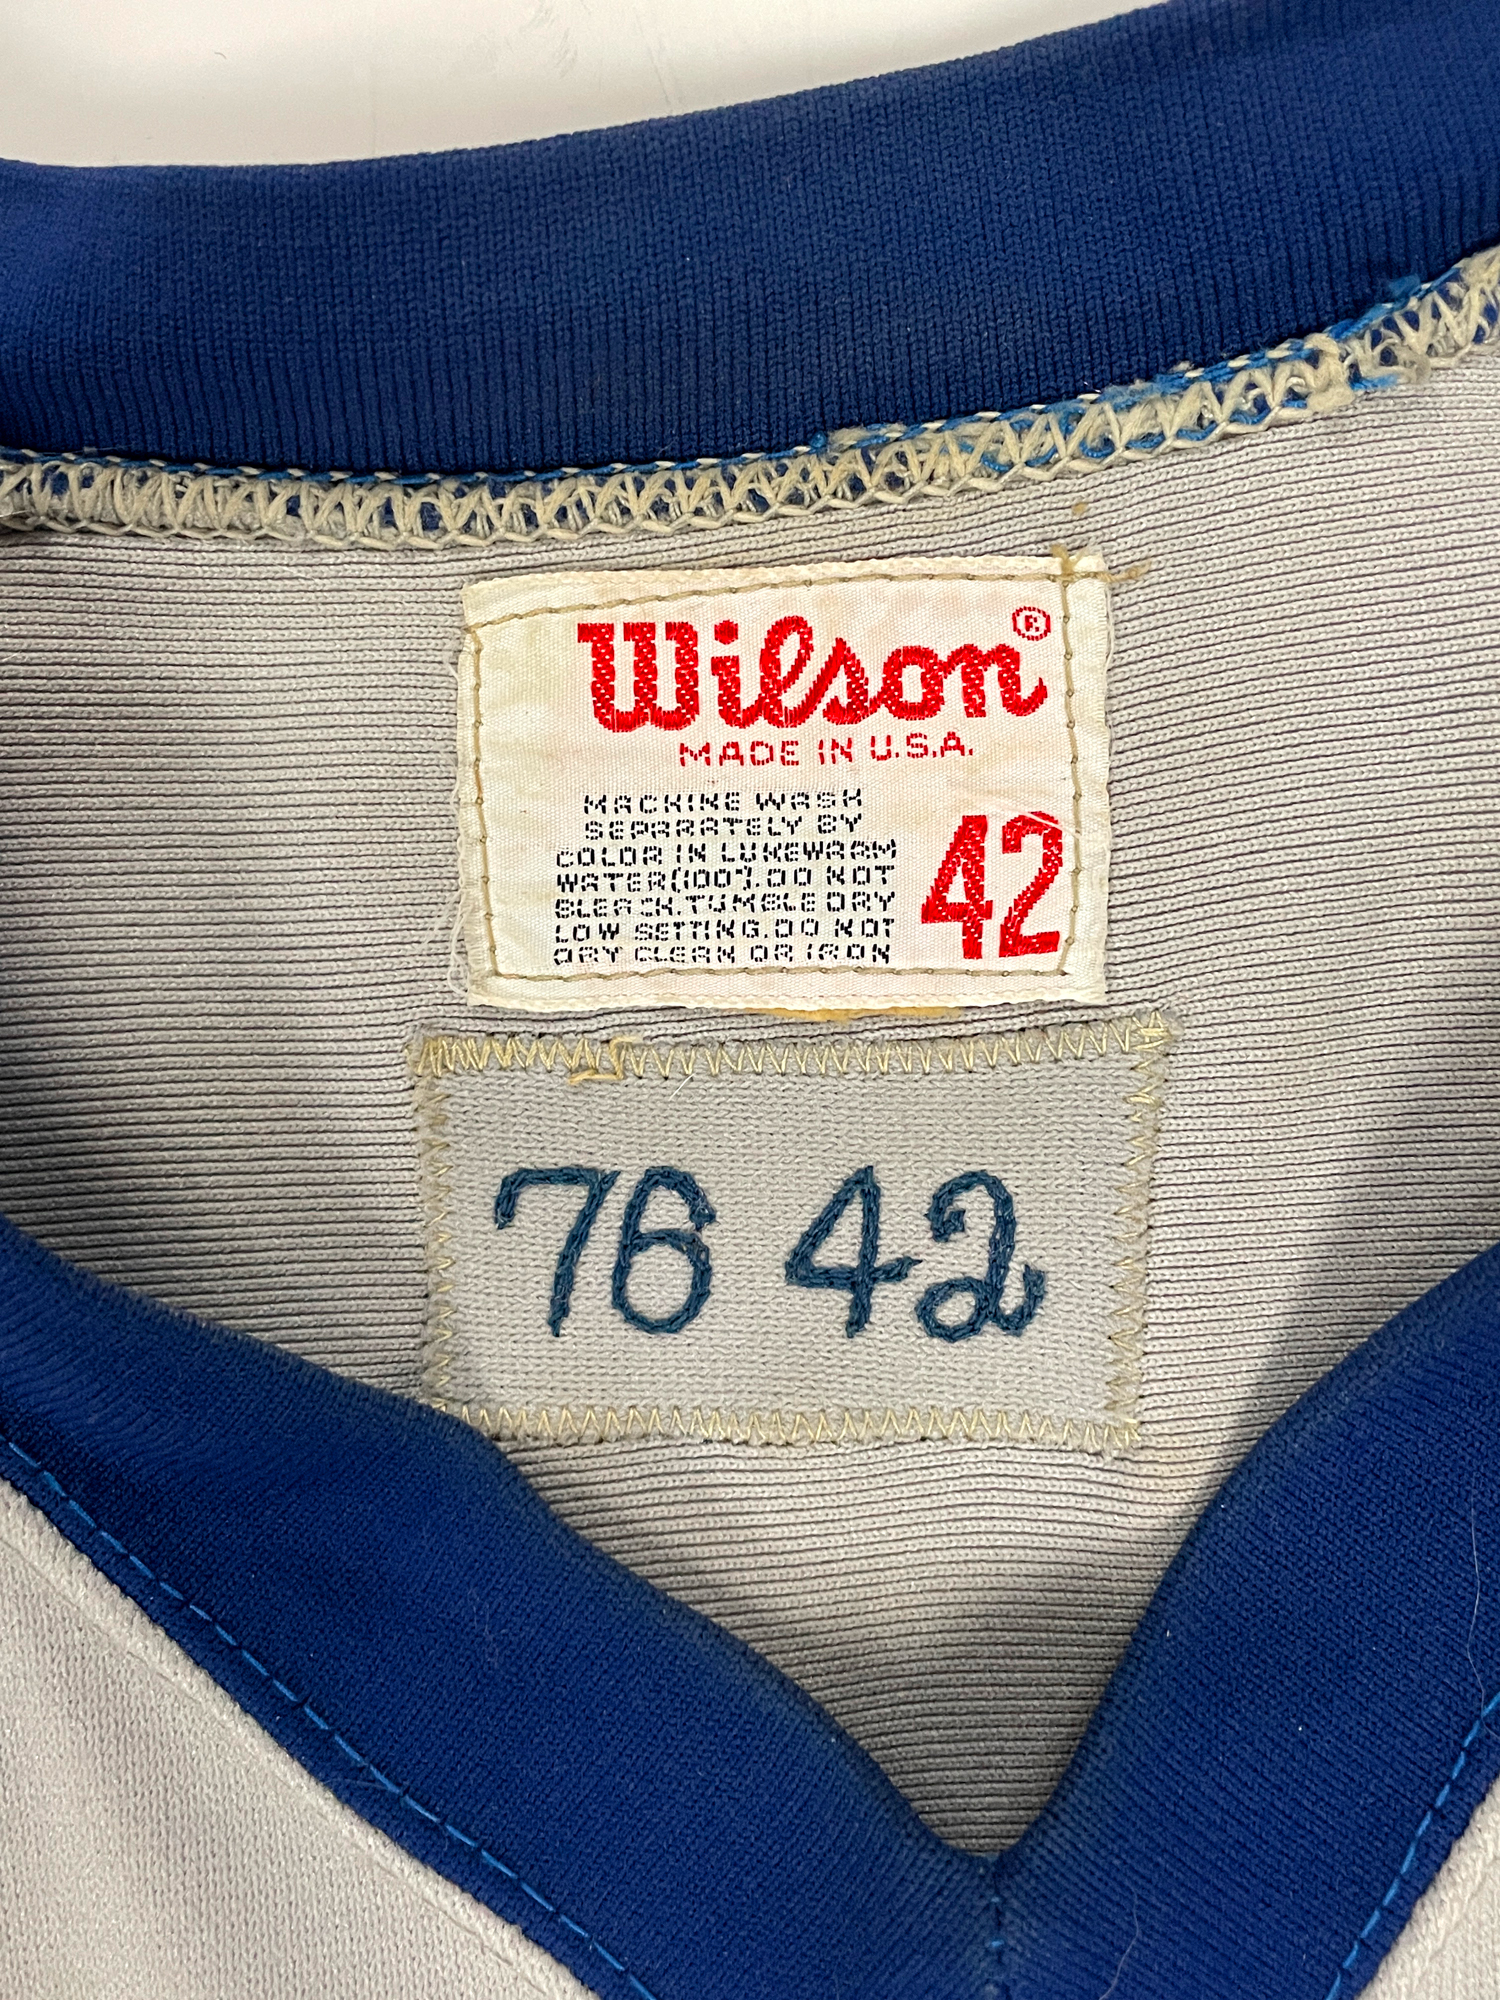 Wilson®
MADE IN U.S.A.
MACHINE WASH
SEPARATELY BY
COLOR IN LUKEWARM
WATER(100°). DO NOT
BLEACH. TUMBLE DRY
LOW SETTING. DO NOT
DRY CLEAN OR IRON
42
76 42